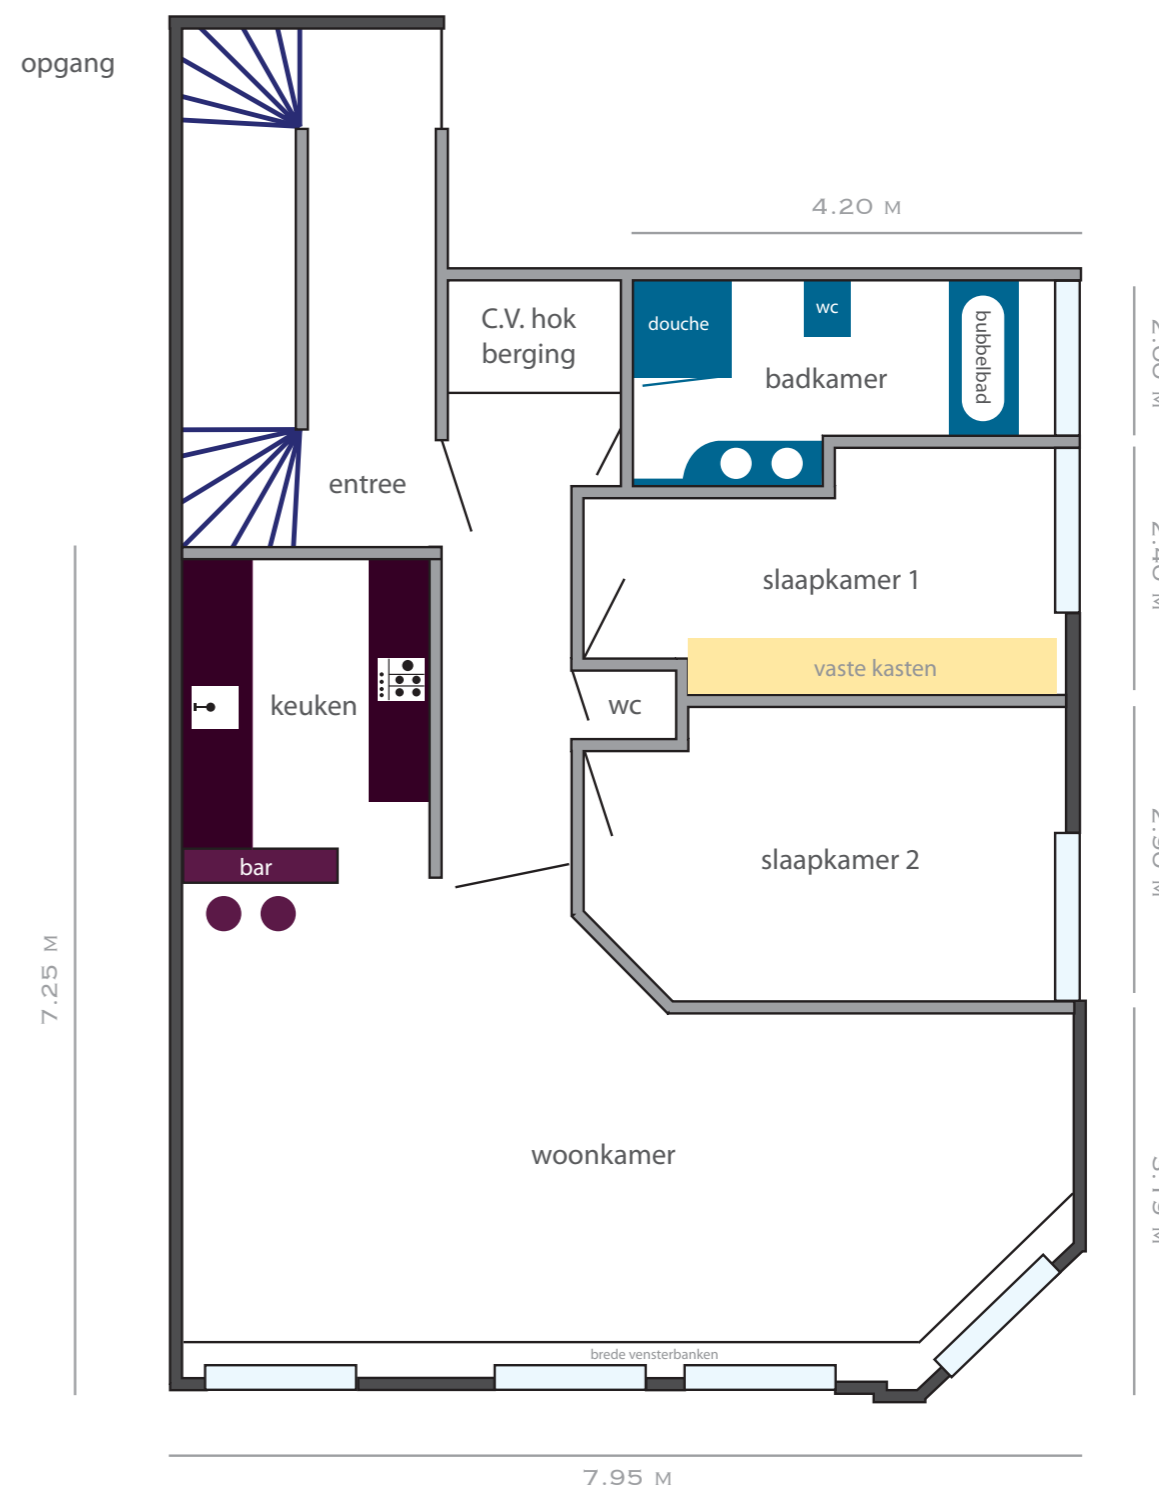 opgang
4.20 M
C.V. hok
berging
douche
wc
bubbelbad
badkamer
entree
slaapkamer 1
vaste kasten
keuken
wc
bar
slaapkamer 2
7.25 M
woonkamer
brede vensterbanken
7.95 M